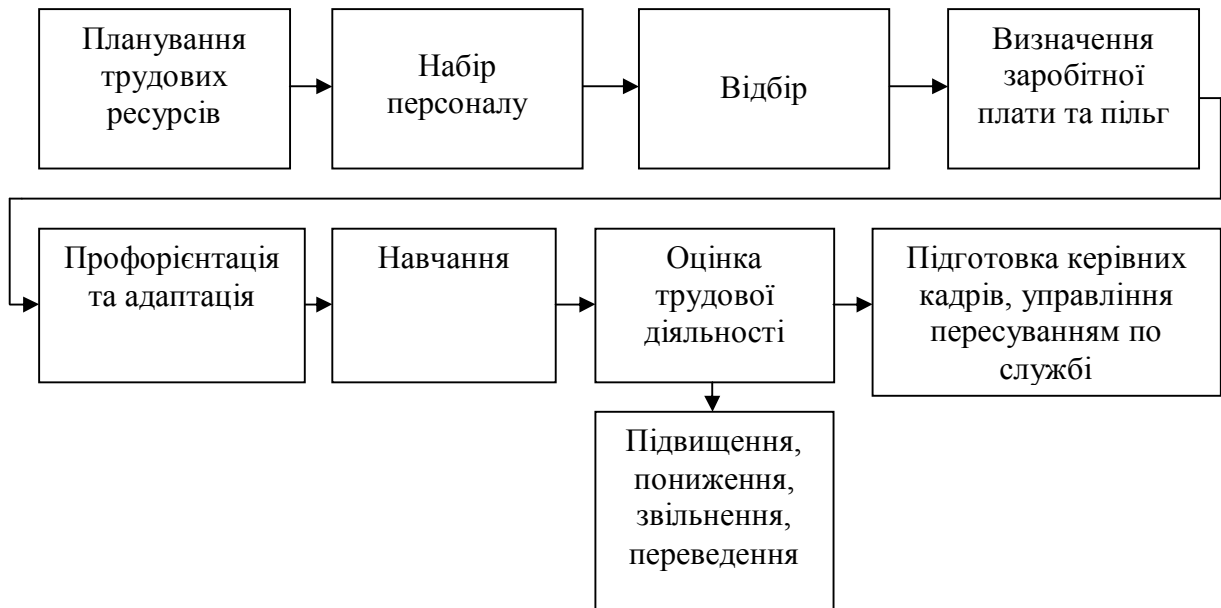 Планування
трудових
ресурсів
Набір
персоналу
Відбір
Визначення
заробітної
плати та пільг
Профорієнтація
та адаптація
Навчання
Оцінка
трудової
діяльності
Підготовка керівних
кадрів, управління
пересуванням по
службі
Підвищення,
пониження,
звільнення,
переведення